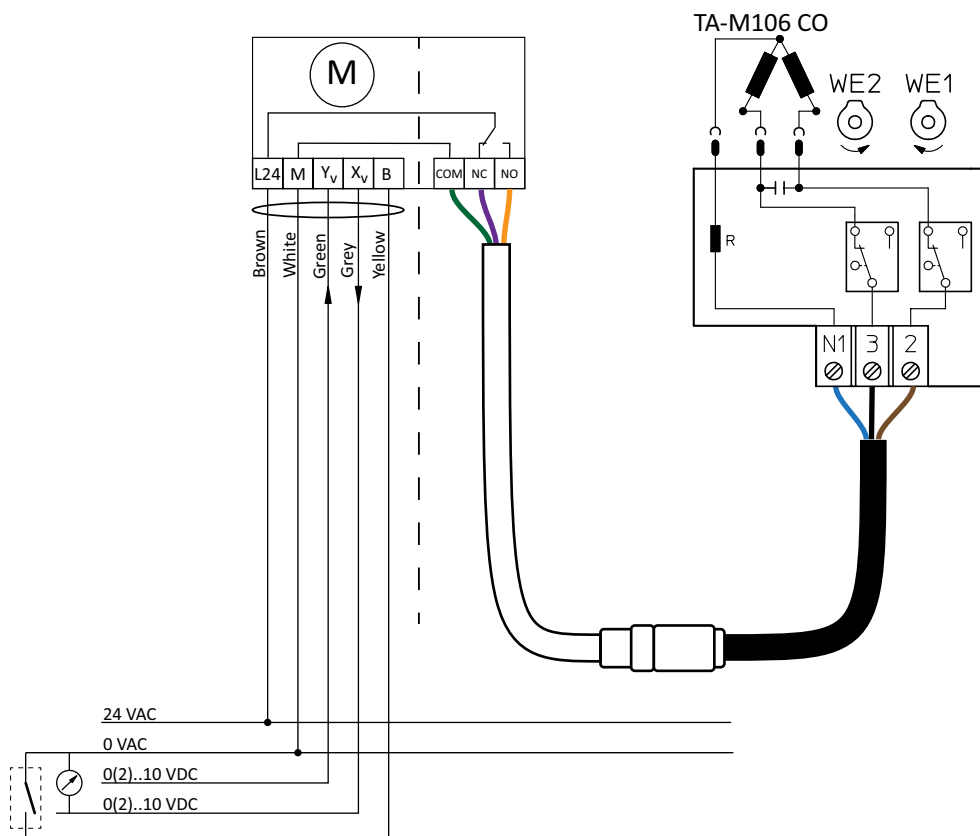 TA-M106 CO
M
WE2 WE1
L24 M Yv Xv B COM NC NO
Brown
White
Green
Grey
Yellow
R
N1 3 2
24 VAC
0 VAC
0(2)..10 VDC
0(2)..10 VDC